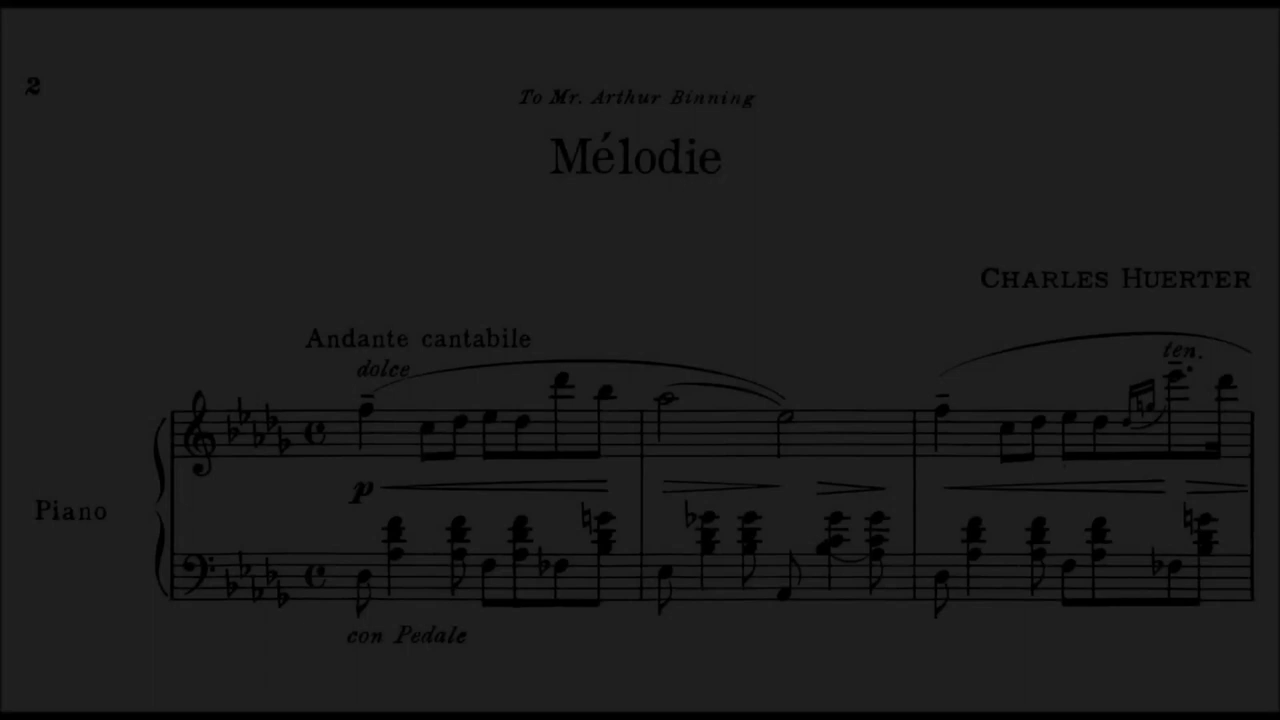 2
To Mr. Arthur Binning
Mélodie
CHARLES HUERTER
Andante cantabile
dolce
ten.
p
Piano
con Pedale